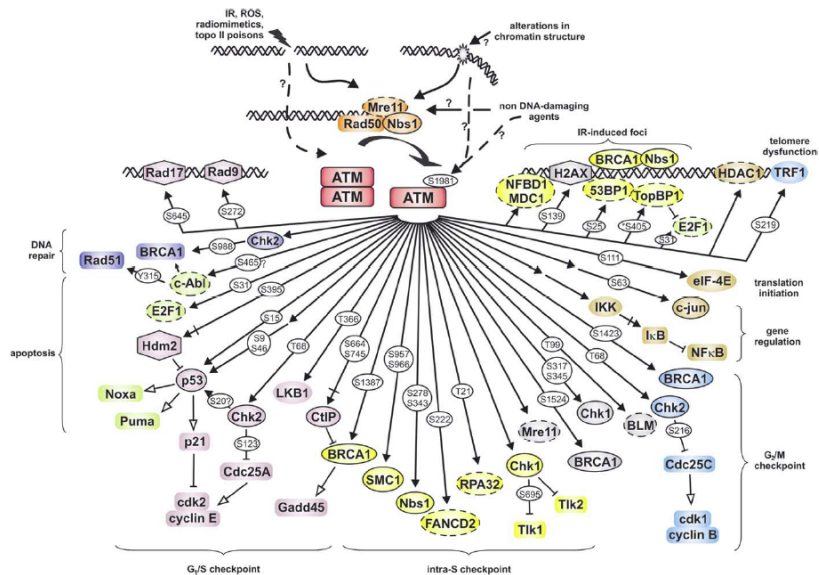 IR, ROS,
radiomimetics,
topo II poisons
alterations in
chromatin structure
?
?
?
?
?
non DNA-damaging
agents
Mre11
Rad50
Nbs1
IR-induced foci
telomere
dysfunction
BRCA1
Nbs1
Rad17
Rad9
ATM
ATM
S1981
ATM
NFBD1
MDC1
H2AX
53BP1
TopBP1
HDAC1
TRF1
E2F1
S645
S272
S139
S25
*S405
S31
S219
DNA
repair
Rad51
BRCA1
S988
Chk2
Y315
c-Abl
S465?
S111
eIF-4E
translation
initiation
E2F1
S31
S395
S63
c-jun
apoptosis
Hdm2
S15
S9
S46
T68
T366
S664
S745
S1387
S957
S966
S278
S343
S222
T21
T99
S317
S345
S1524
S1423
T68
IKK
IκB
NFκB
gene
regulation
p53
Noxa
Puma
S20?
Chk2
LKB1
CtIP
Mre11
Chk1
BLM
BRCA1
Chk2
S216
p21
S123
Cdc25A
BRCA1
SMC1
Nbs1
FANCD2
RPA32
Chk1
S695
Tlk1
Tlk2
BRCA1
Cdc25C
G2/M
checkpoint
cdk2
cyclin E
Gadd45
cdk1
cyclin B
G1/S checkpoint
intra-S checkpoint